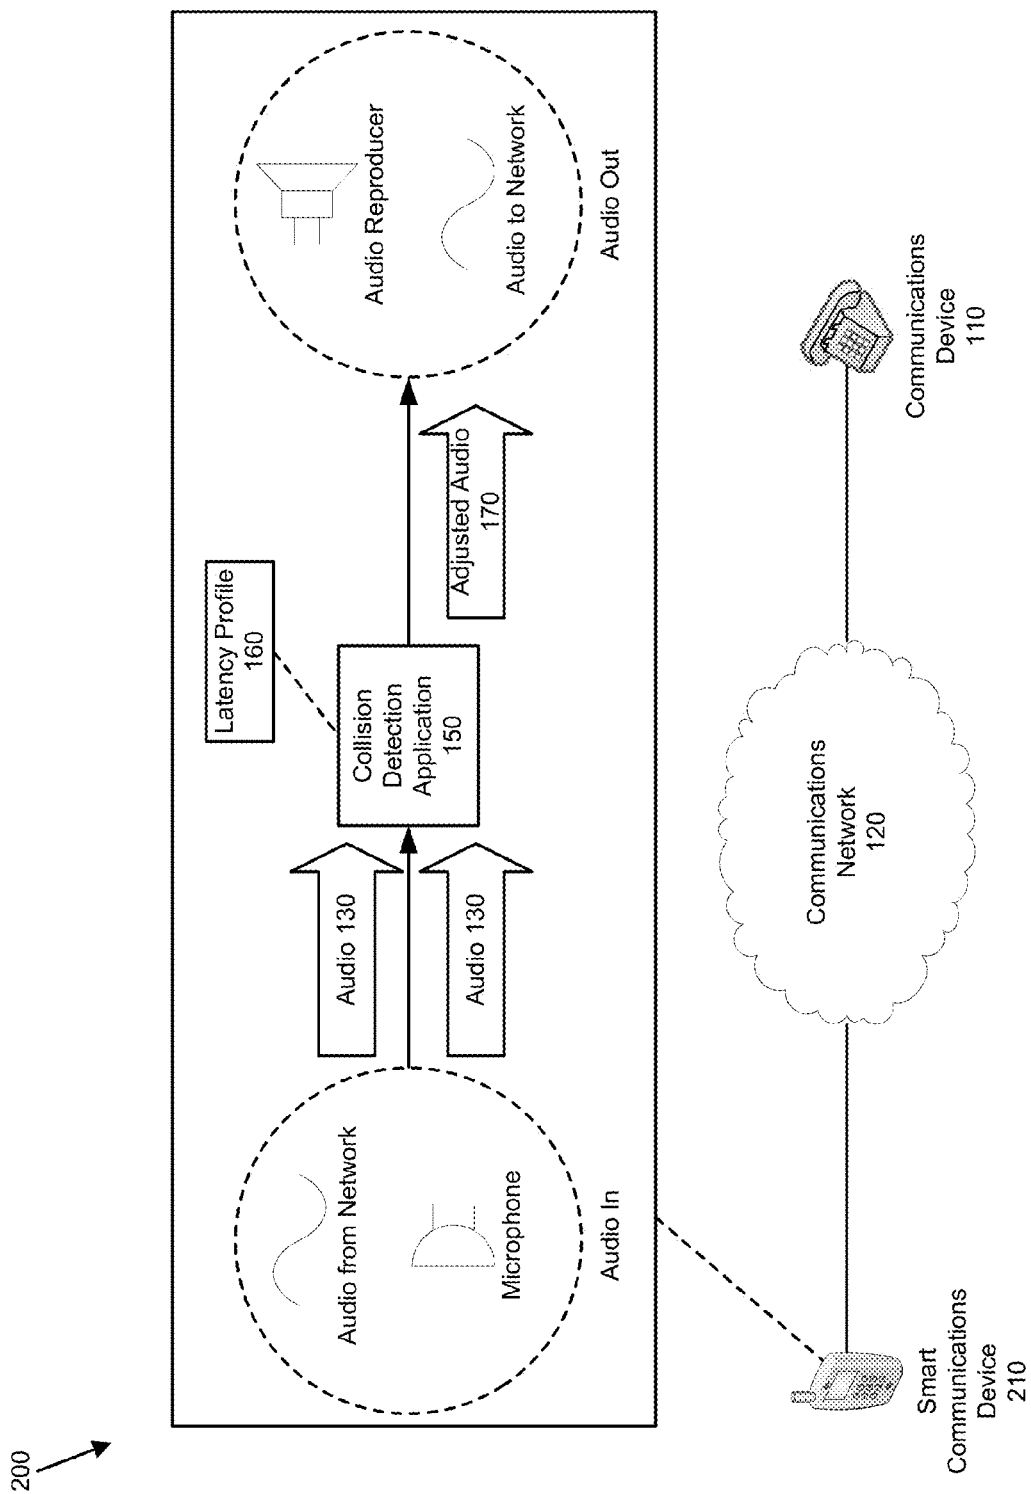 200
Audio from Network
Microphone
Audio In
Audio 130
Audio 130
Latency Profile
160
Collision
Detection
Application
150
Adjusted Audio
170
Audio Reproducer
Audio to Network
Audio Out
Smart
Communications
Device
210
Communications
Network
120
Communications
Device
110